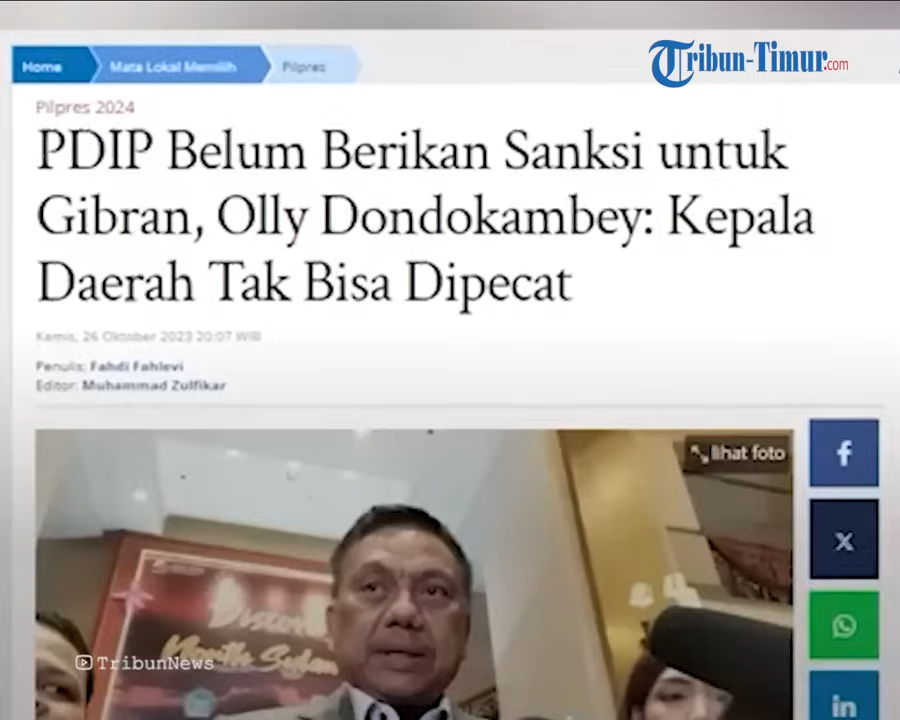 Home
Mata Lokal Memilih
Pilpres
Tribun-Timur.com
Pilpres 2024
PDIP Belum Berikan Sanksi untuk
Gibran, Olly Dondokambey: Kepala
Daerah Tak Bisa Dipecat
Kamis, 26 Oktober 2023 20:07 WIB
Penulis: Fahdi Fahlevi
Editor: Muhammad Zulfikar
lihat foto
f
X
TribunNews
in